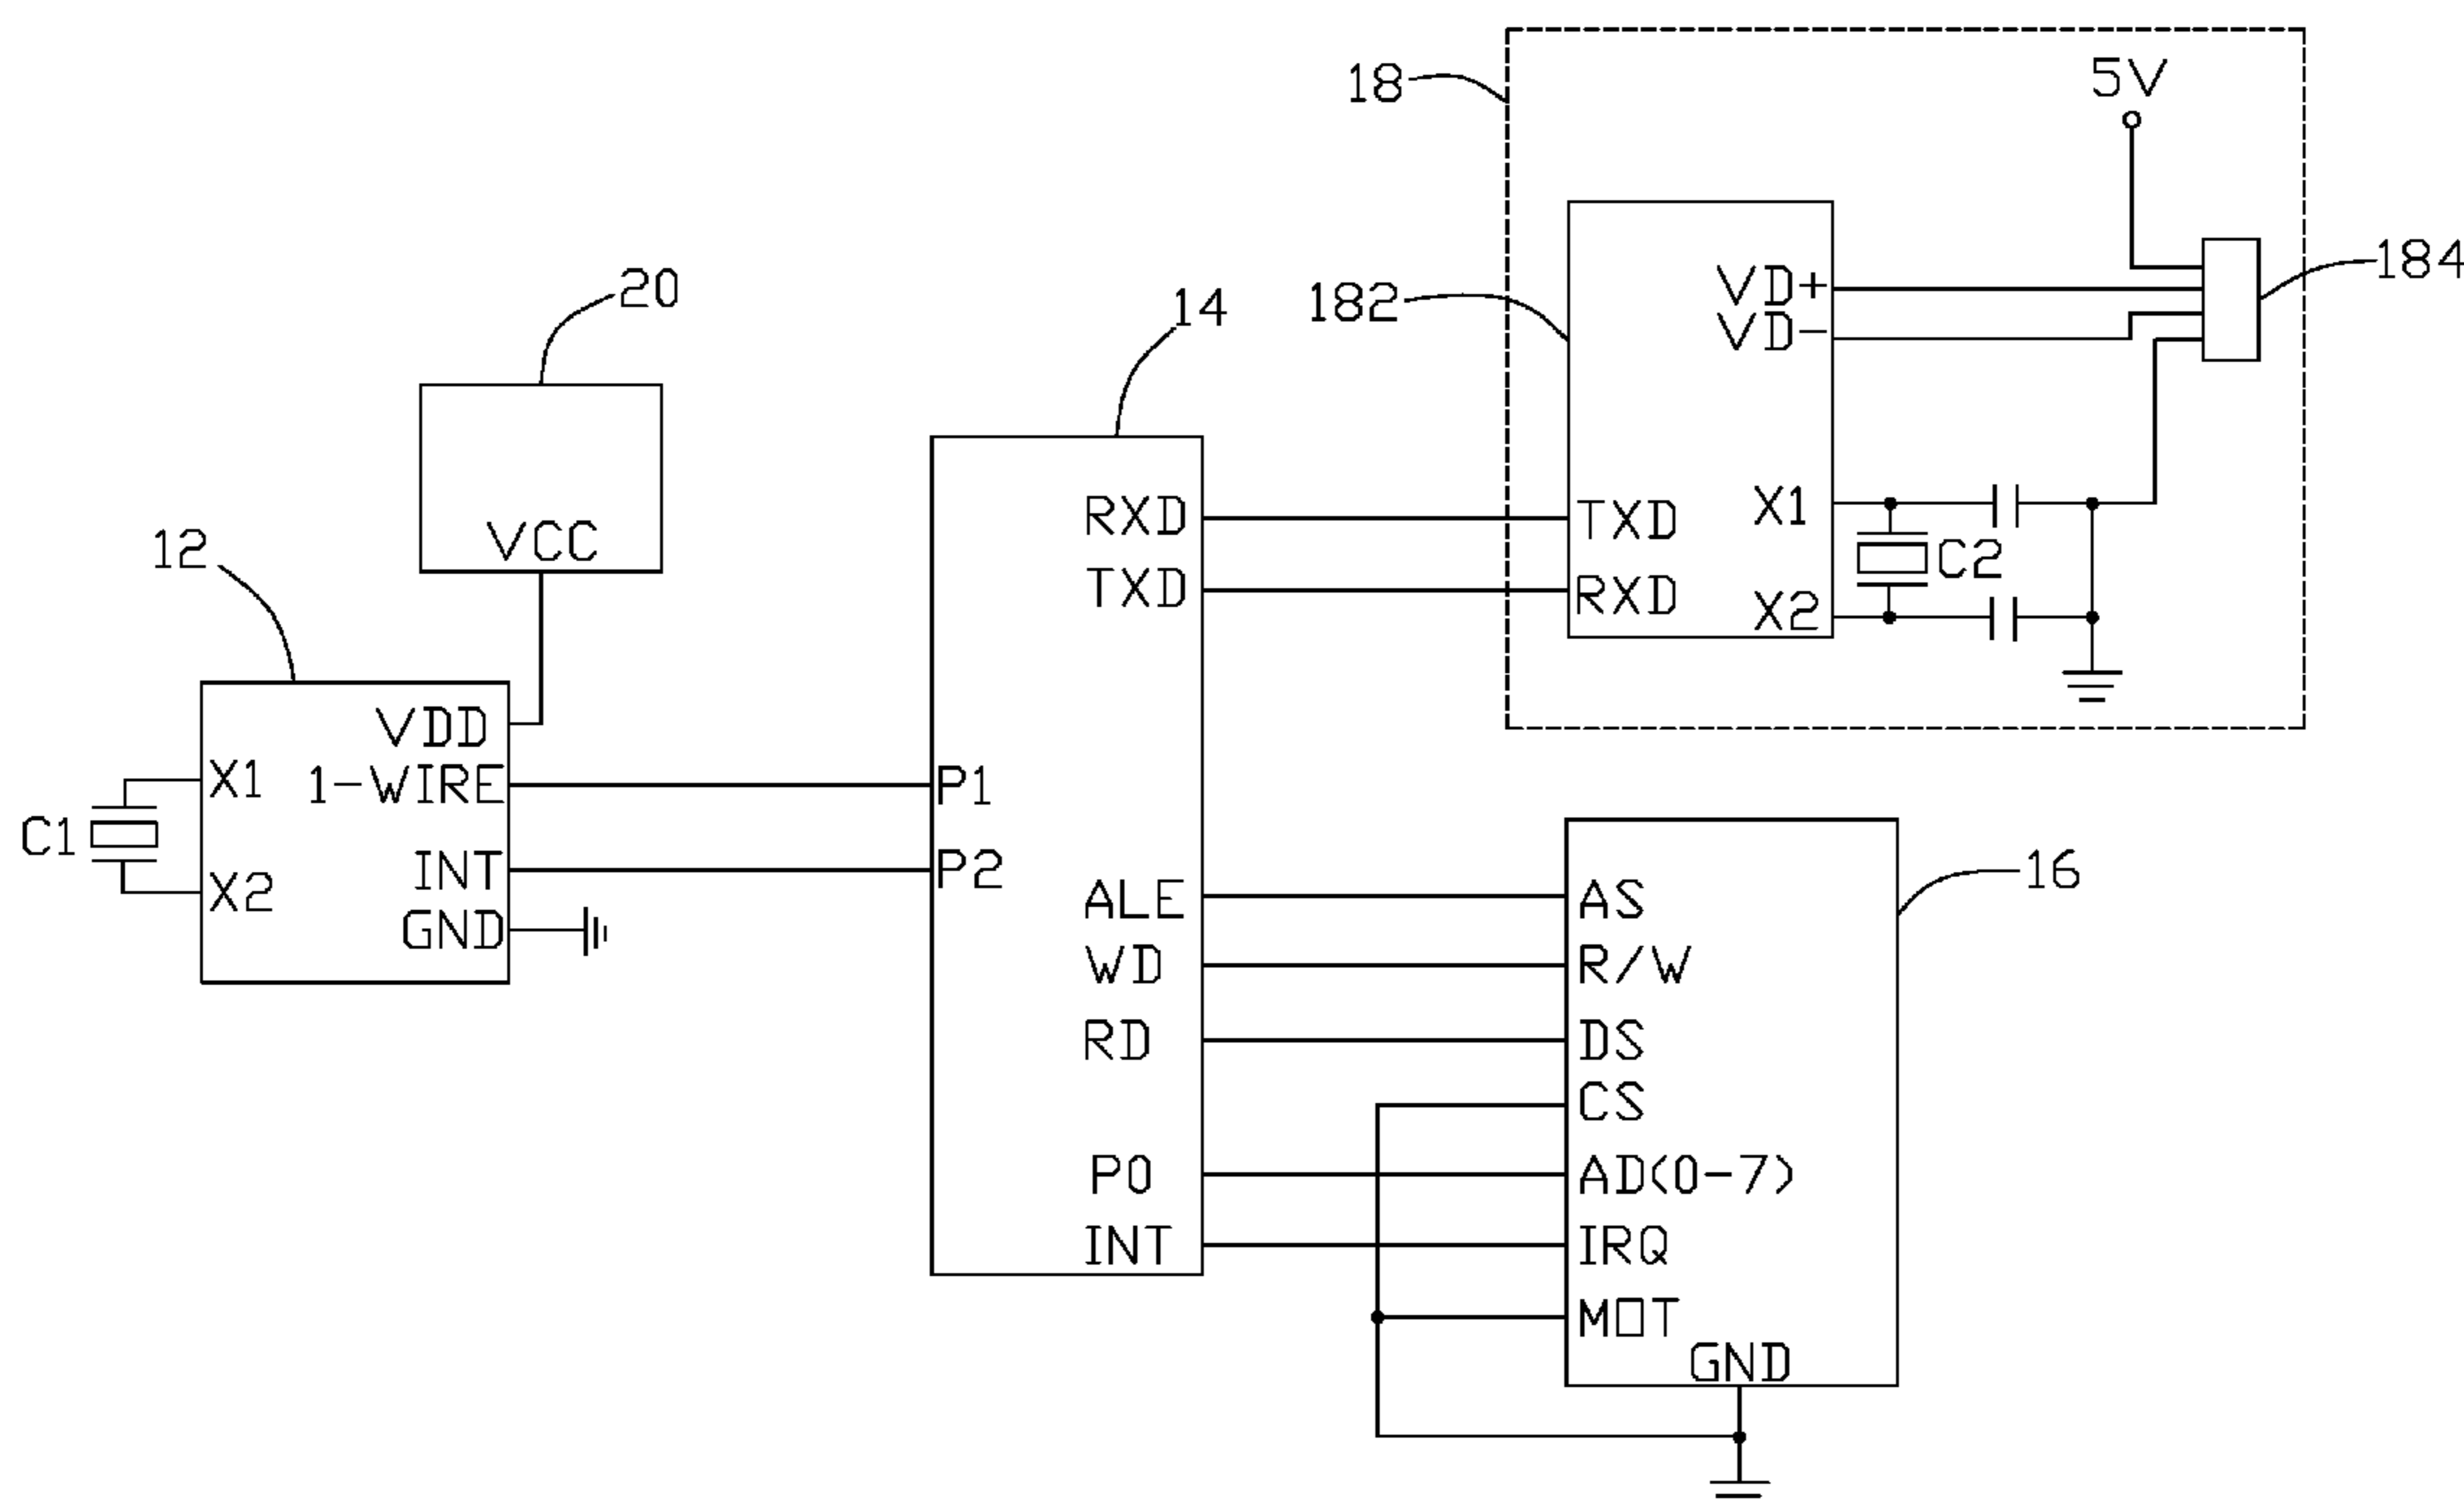 18
5V
184
182
VD+
VD-
20
14
VCC
RXD
TXD
TXD
RXD
X1
C2
X2
12
VDD
X1
1-WIRE
P1
C1
X2
INT
P2
GND
16
ALE
AS
WD
R/W
RD
DS
CS
P0
AD(0-7)
INT
IRQ
MOT
GND